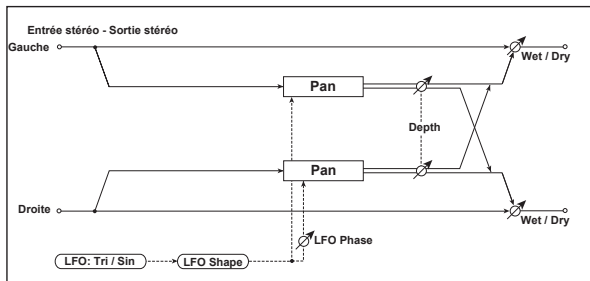 Entrée stéréo - Sortie stéréo
Gauche
Wet / Dry
Pan
Depth
Pan
Droite
Wet / Dry
LFO Phase
LFO: Tri / Sin
LFO Shape